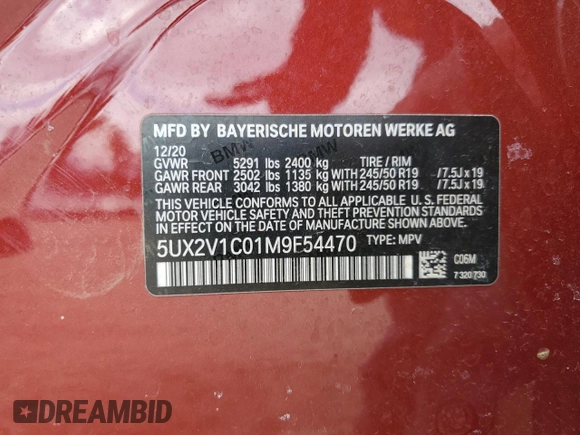 MFD BY BAYERISCHE MOTOREN WERKE AG
12/20
GVWR 5291 lbs 2400 kg TIRE / RIM
GAWR FRONT 2502 lbs 1135 kg WITH 245/50 R19 /7.5J x 19
GAWR REAR 3042 lbs 1380 kg WITH 245/50 R19 /7.5J x 19
THIS VEHICLE CONFORMS TO ALL APPLICABLE U. S. FEDERAL
MOTOR VEHICLE SAFETY, BUMPER, AND THEFT PREVENTION STANDARDS
IN EFFECT ON THE DATE OF MANUFACTURE SHOWN ABOVE.
5UX2V1C01M9F54470 TYPE: MPV
C06M
7 320 730
BMW
BMW
DREAMBID